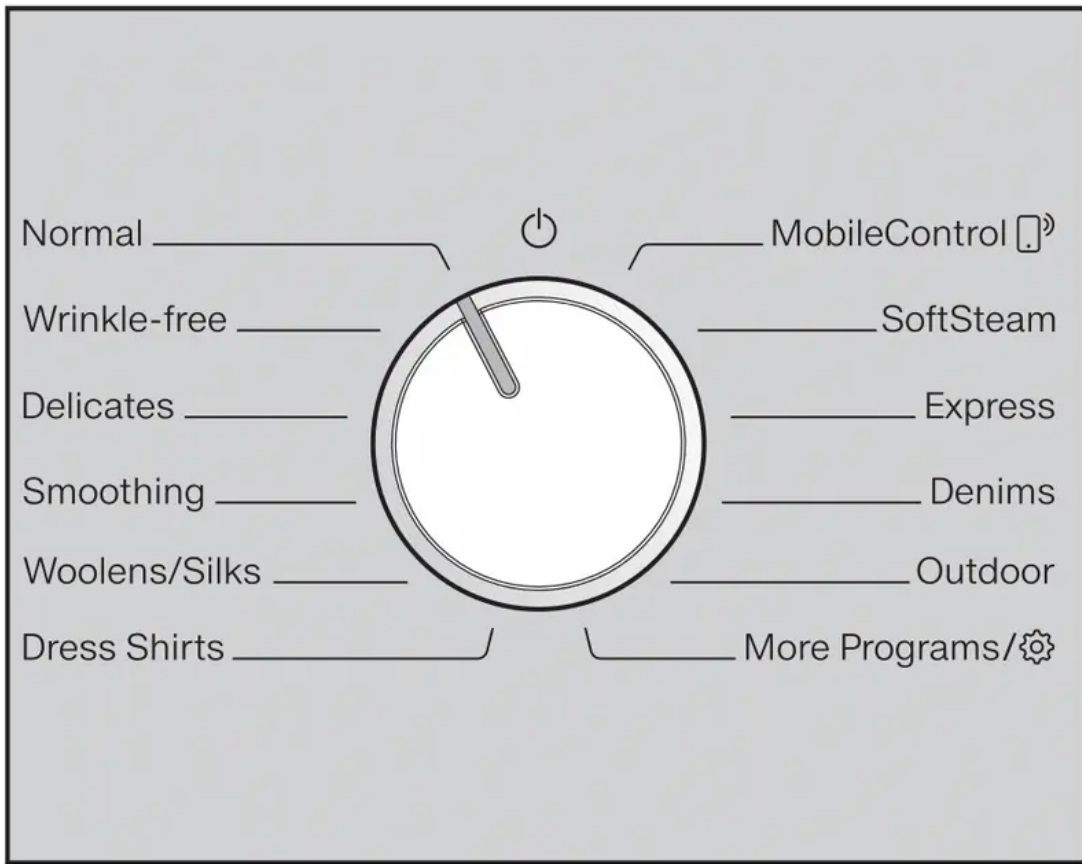 Normal
MobileControl
Wrinkle-free
SoftSteam
Delicates
Express
Smoothing
Denims
Woolens/Silks
Outdoor
Dress Shirts
More Programs/